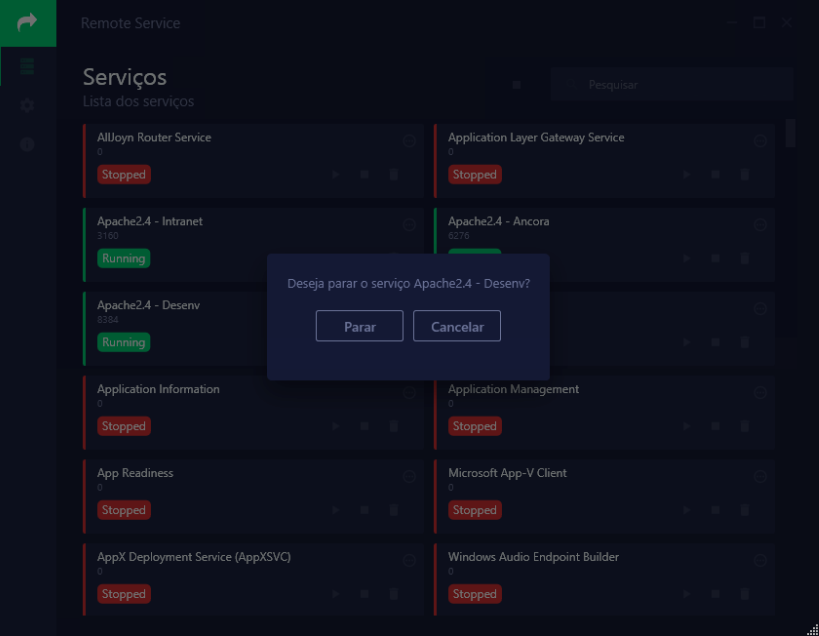 Remote Service
Serviços
Lista dos serviços
Pesquisar
AllJoyn Router Service
0
Stopped
Application Layer Gateway Service
0
Stopped
Apache2.4 - Intranet
3160
Running
Apache2.4 - Ancora
6276
Deseja parar o serviço Apache2.4 - Desenv?
Parar
Cancelar
Apache2.4 - Desenv
8384
Running
Application Information
0
Stopped
Application Management
0
Stopped
App Readiness
0
Stopped
Microsoft App-V Client
0
Stopped
AppX Deployment Service (AppXSVC)
0
Stopped
Windows Audio Endpoint Builder
0
Stopped